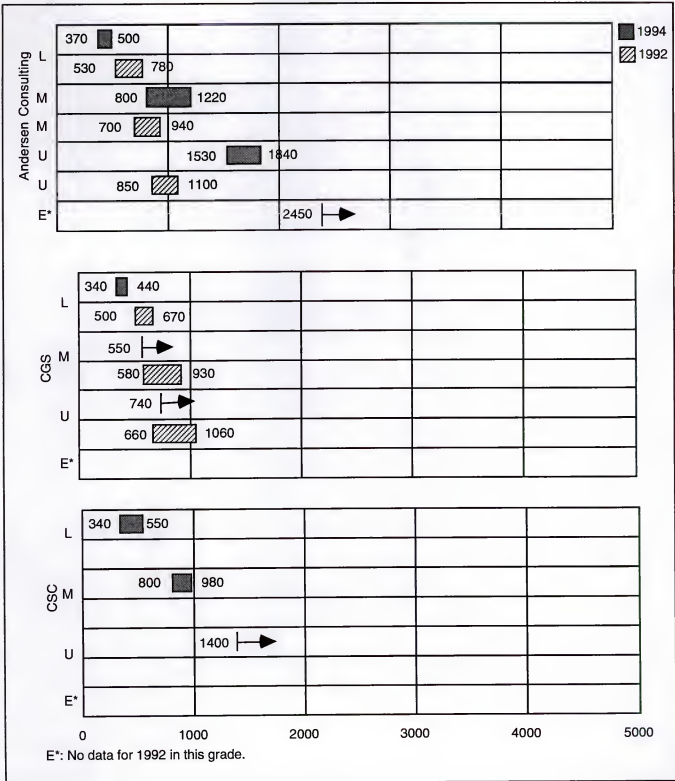 1994
1992
Andersen Consulting
370 500
L
530 780
M 800 1220
M 700 940
U 1530 1840
U 850 1100
E* 2450
CGS
340 440
L
500 670
M 550
580 930
740
U
660 1060
E*
CSC
340 550
L
M 800 980
1400
U
E*
0 1000 2000 3000 4000 5000
E*: No data for 1992 in this grade.